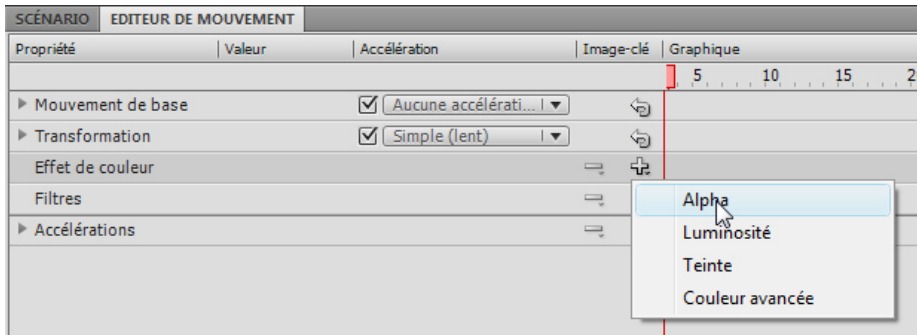 SCÉNARIO EDITEUR DE MOUVEMENT
Propriété Valeur Accélération Image-clé Graphique
5 10 15 2
Mouvement de base Aucune accélérati...
Transformation Simple (lent)
Effet de couleur
Filtres
Accélérations
Alpha
Luminosité
Teinte
Couleur avancée